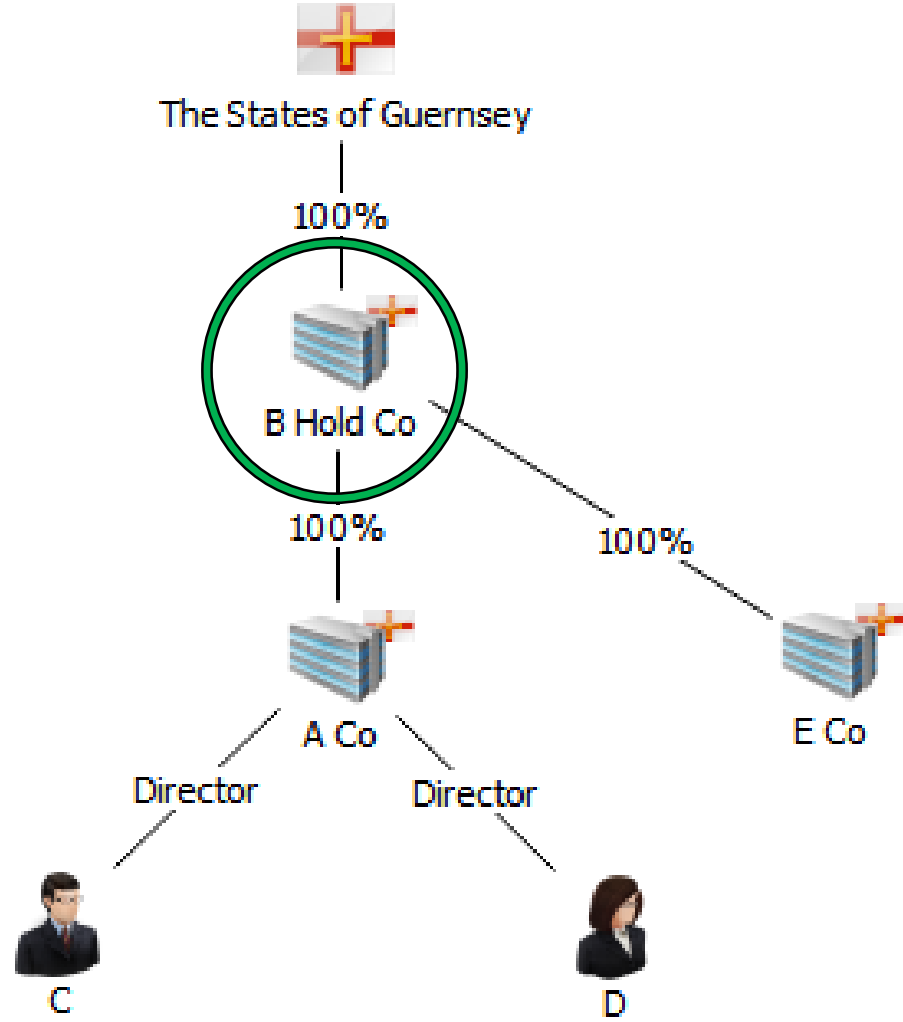 The States of Guernsey
100%
B Hold Co
100%
100%
A Co
E Co
Director
Director
C
D